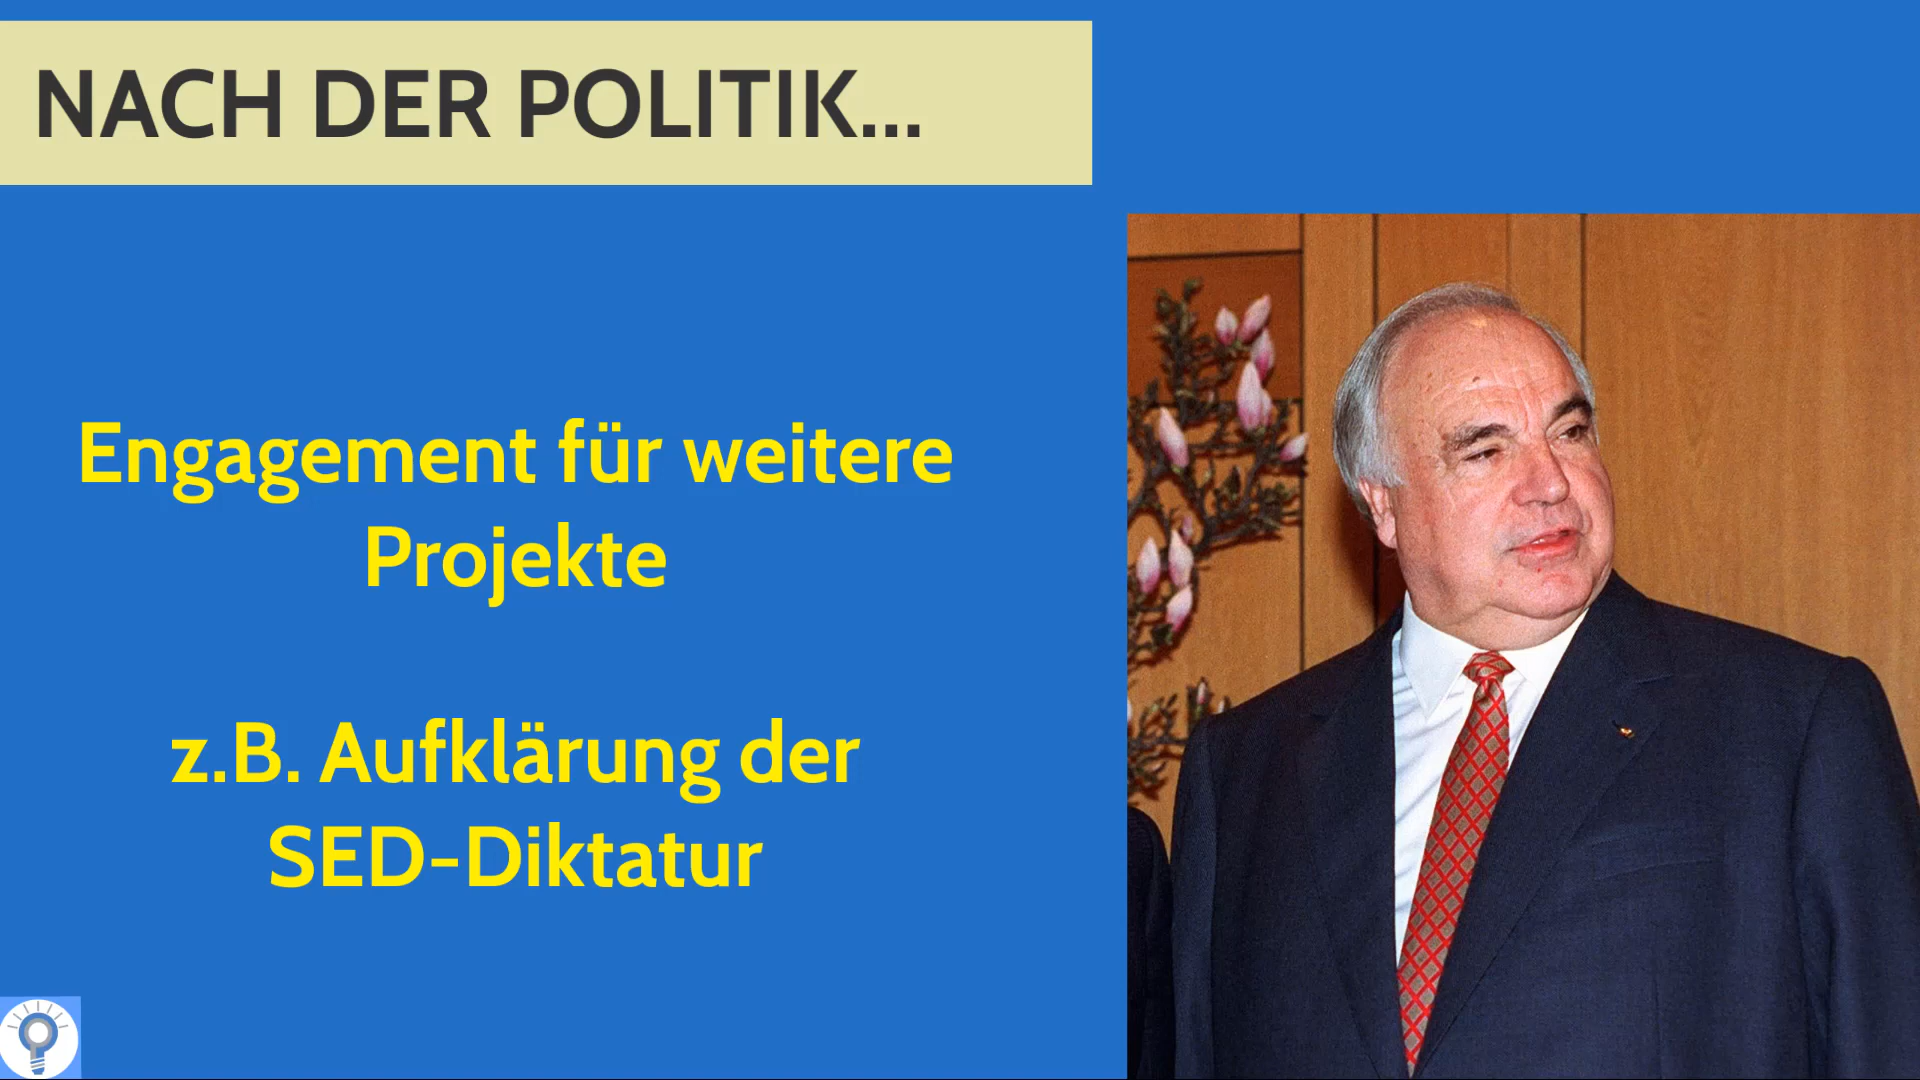 NACH DER POLITIK...
Engagement für weitere
Projekte
z.B. Aufklärung der
SED-Diktatur